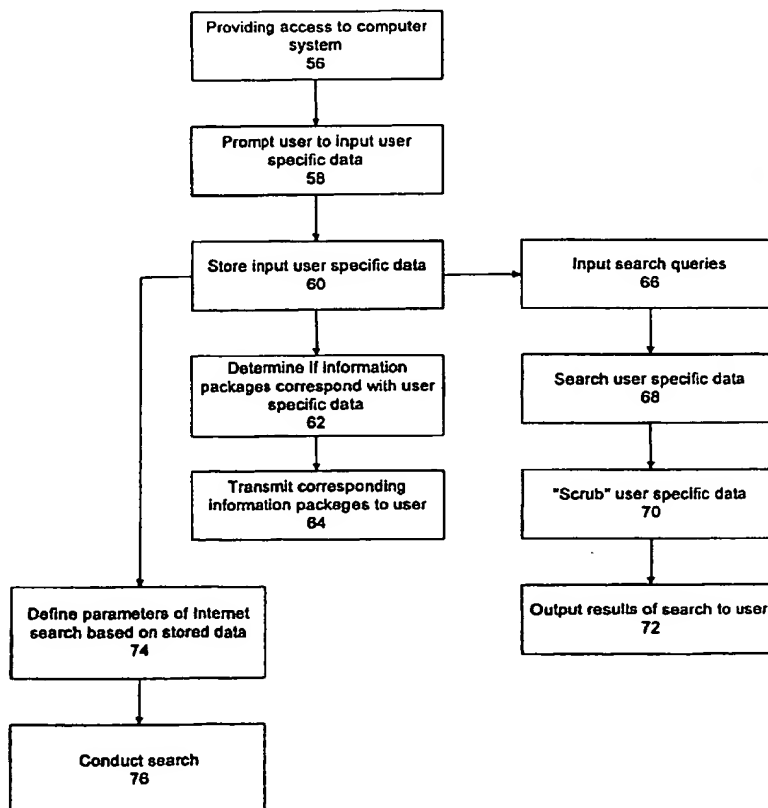 Providing access to computer
system
56
Prompt user to input user
specific data
58
Store input user specific data
60
Input search queries
66
Determine if information
packages correspond with user
specific data
62
Search user specific data
68
Transmit corresponding
information packages to user
64
"Scrub" user specific data
70
Define parameters of Internet
search based on stored data
74
Output results of search to user
72
Conduct search
76